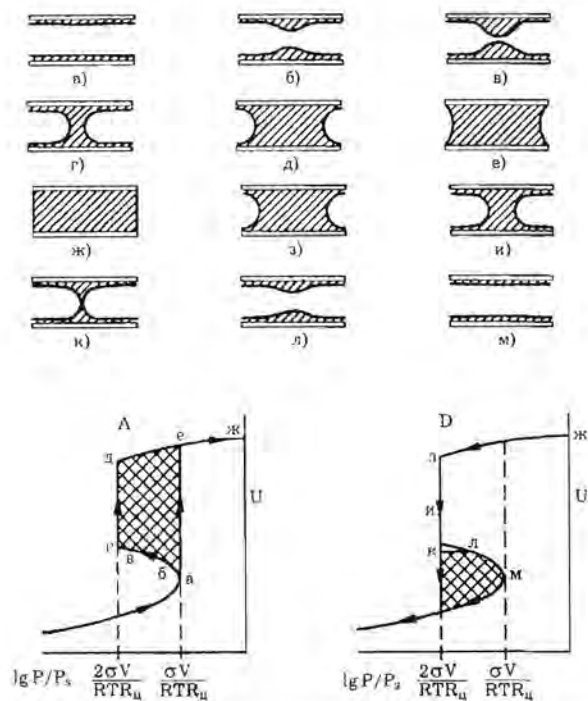 а) б) в)
г) д) е)
ж) з) и)
к) л) м)
A
ж
е
д
U
г
в
б
а
lg P/Pₛ 2σV/RTRц σV/RTRц
D
ж
з
U
и
к
л
м
lg P/Pₛ 2σV/RTRц σV/RTRц